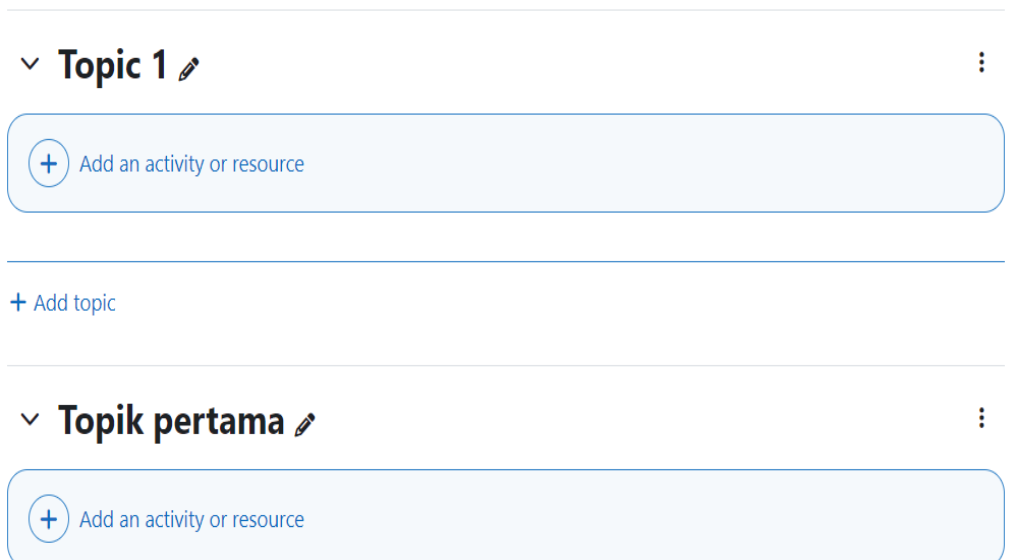 Topic 1
Add an activity or resource
+ Add topic
Topik pertama
Add an activity or resource